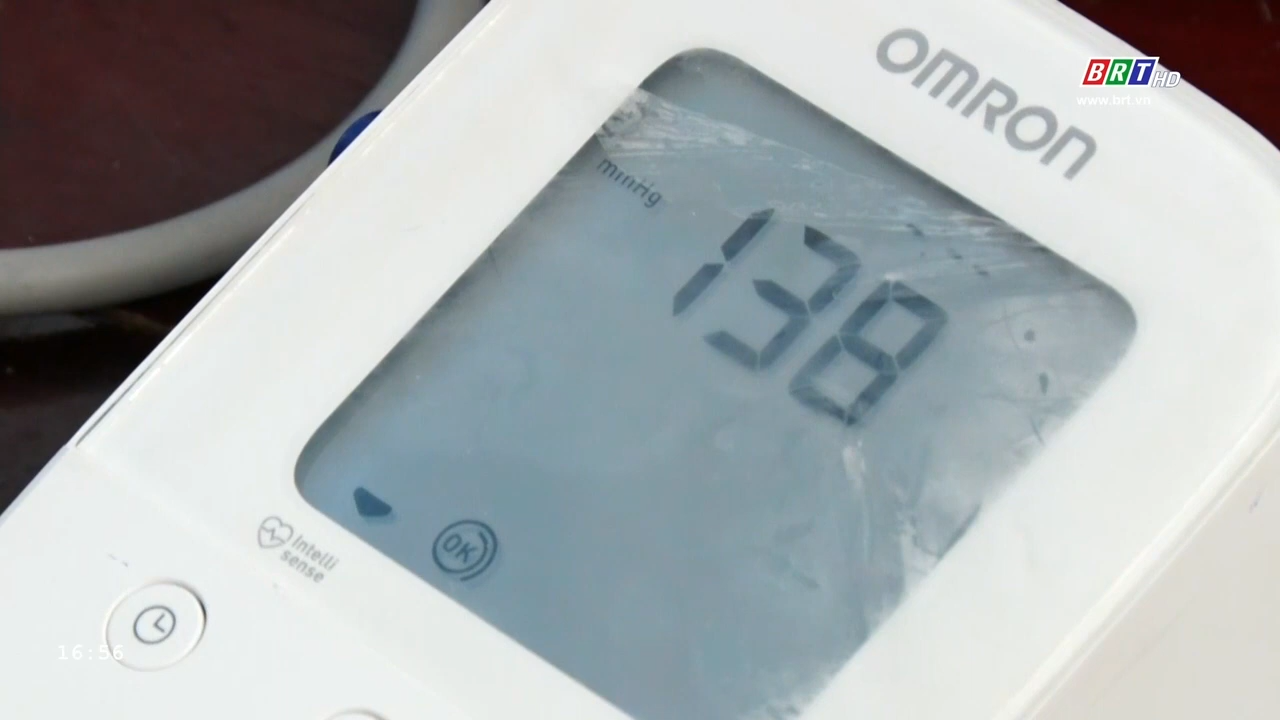 OMRON
BRT HD
www.brt.vn
mmHg
138
OK
Intelli
sense
16:56